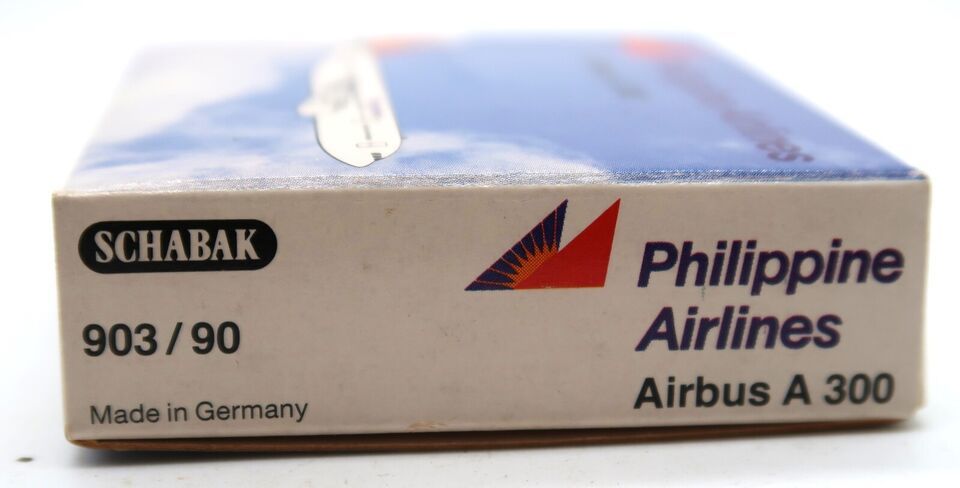 SCHABAK
903 / 90
Made in Germany
Philippine
Airlines
Airbus A 300